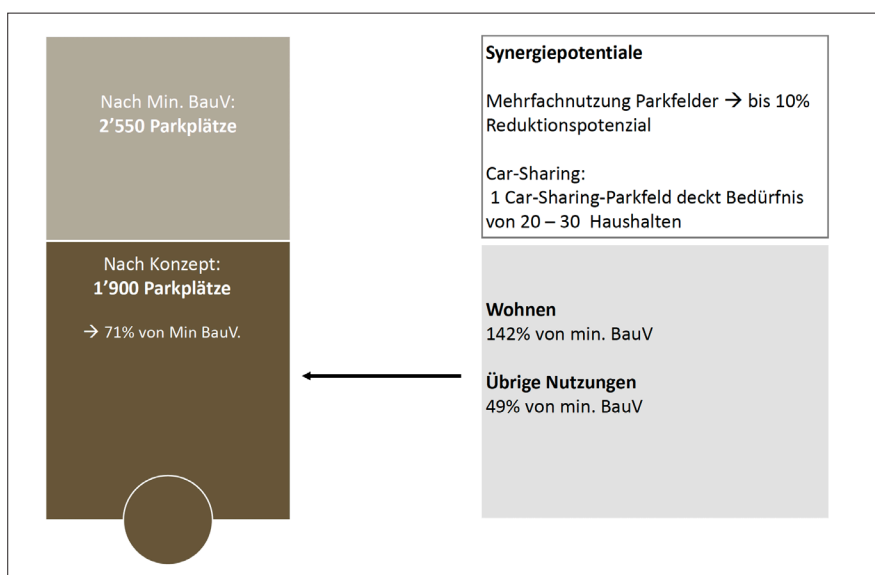 Nach Min. BauV:
2'550 Parkplätze
Nach Konzept:
1'900 Parkplätze
→ 71% von Min BauV.
Synergiepotentiale
Mehrfachnutzung Parkfelder → bis 10%
Reduktionspotenzial
Car-Sharing:
1 Car-Sharing-Parkfeld deckt Bedürfnis
von 20 – 30 Haushalten
Wohnen
142% von min. BauV
Übrige Nutzungen
49% von min. BauV